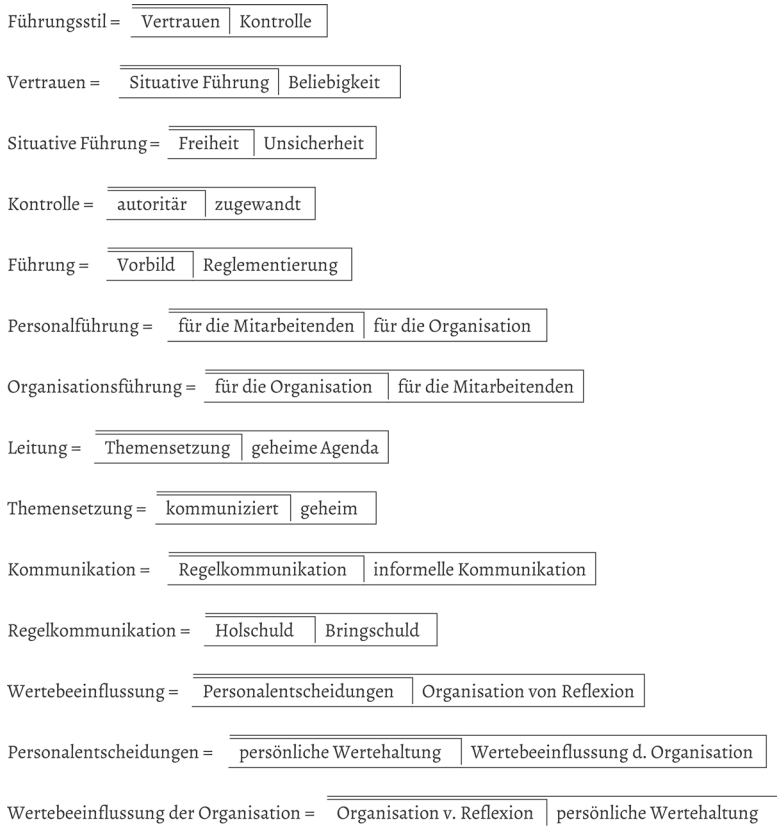 Führungsstil = Vertrauen Kontrolle
Vertrauen = Situative Führung Beliebigkeit
Situative Führung = Freiheit Unsicherheit
Kontrolle = autoritär zugewandt
Führung = Vorbild Reglementierung
Personalführung = für die Mitarbeitenden für die Organisation
Organisationsführung = für die Organisation für die Mitarbeitenden
Leitung = Themensetzung geheime Agenda
Themensetzung = kommuniziert geheim
Kommunikation = Regelkommunikation informelle Kommunikation
Regelkommunikation = Holschuld Bringschuld
Wertebeeinflussung = Personalentscheidungen Organisation von Reflexion
Personalentscheidungen = persönliche Wertehaltung Wertebeeinflussung d. Organisation
Wertebeeinflussung der Organisation = Organisation v. Reflexion persönliche Wertehaltung